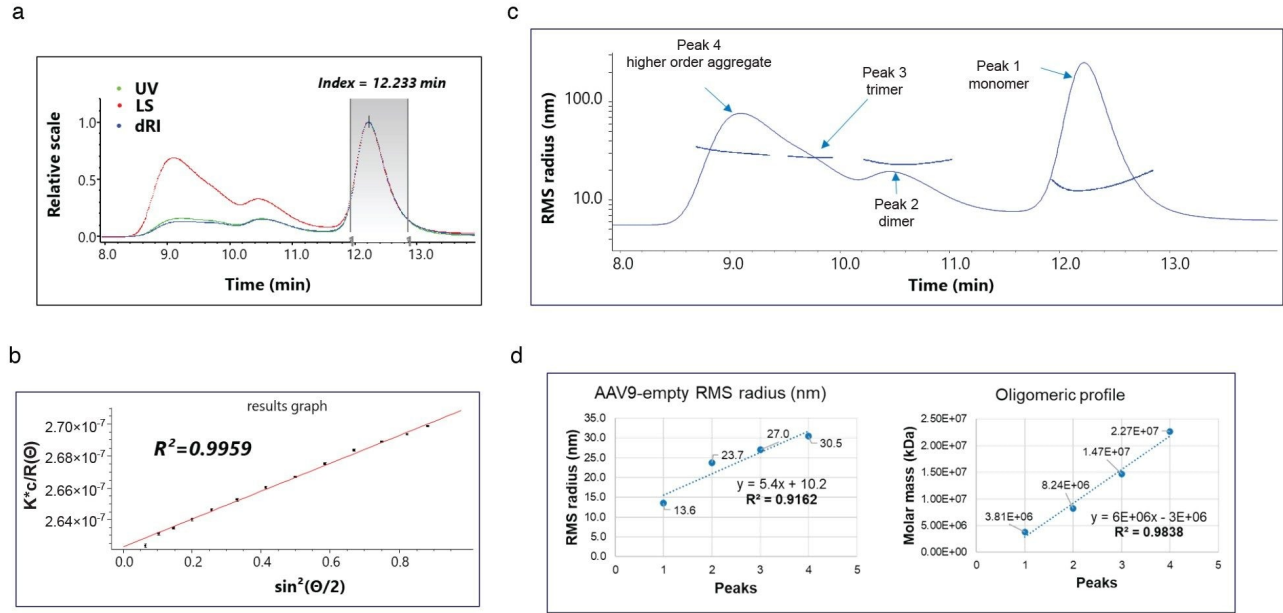 a
UV
LS
dRI
Index = 12.233 min
Relative scale
1.0
0.5
0.0
8.0 9.0 10.0 11.0 12.0 13.0
Time (min)
b
results graph
R²=0.9959
K*c/R(Θ)
2.70×10⁻⁷
2.68×10⁻⁷
2.66×10⁻⁷
2.64×10⁻⁷
0.0 0.2 0.4 0.6 0.8
sin²(Θ/2)
c
Peak 4
higher order aggregate
Peak 3
trimer
Peak 1
monomer
Peak 2
dimer
RMS radius (nm)
100.0
10.0
8.0 9.0 10.0 11.0 12.0 13.0
Time (min)
d
AAV9-empty RMS radius (nm)
RMS radius (nm)
35.0
30.0
25.0
20.0
15.0
10.0
5.0
0.0
13.6
23.7
27.0
30.5
y = 5.4x + 10.2
R² = 0.9162
0 1 2 3 4 5
Peaks
Oligomeric profile
Molar mass (kDa)
2.50E+07
2.00E+07
1.50E+07
1.00E+07
5.00E+06
0.00E+00
3.81E+06
8.24E+06
1.47E+07
2.27E+07
y = 6E+06x - 3E+06
R² = 0.9838
0 1 2 3 4 5
Peaks